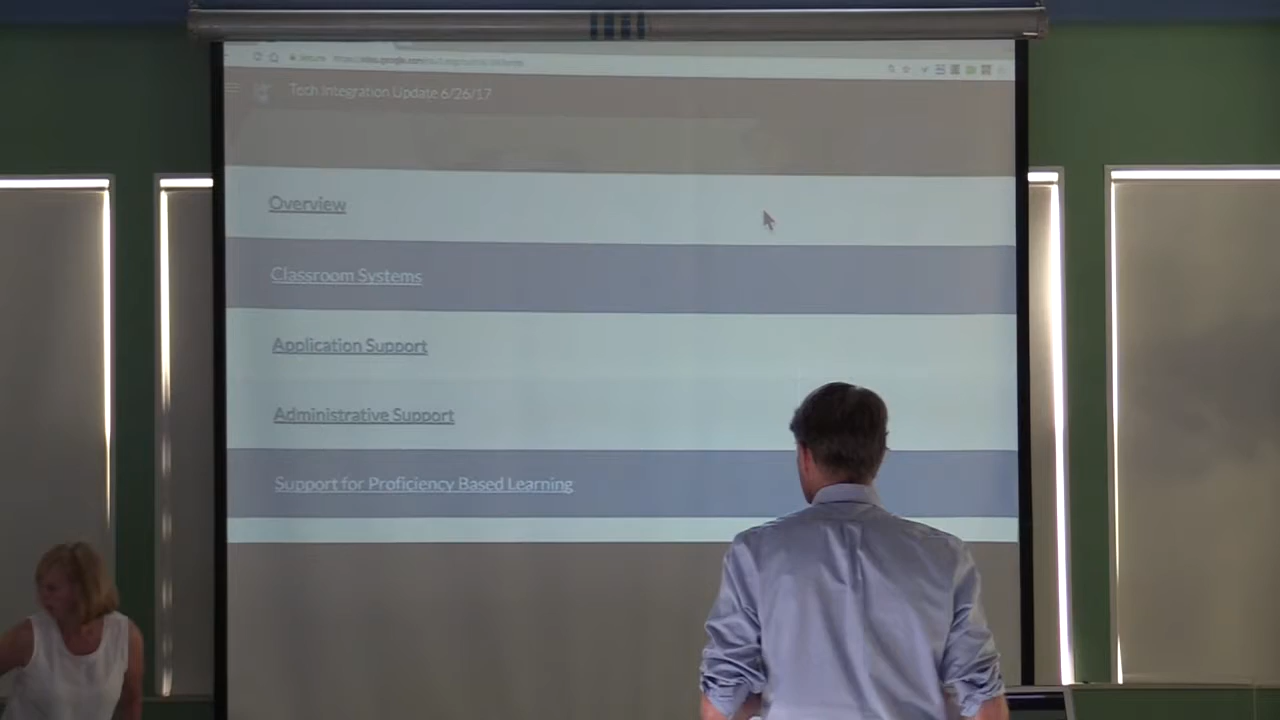 Tech Integration Update 6/26/17
Overview
Classroom Systems
Application Support
Administrative Support
Support for Proficiency Based Learning